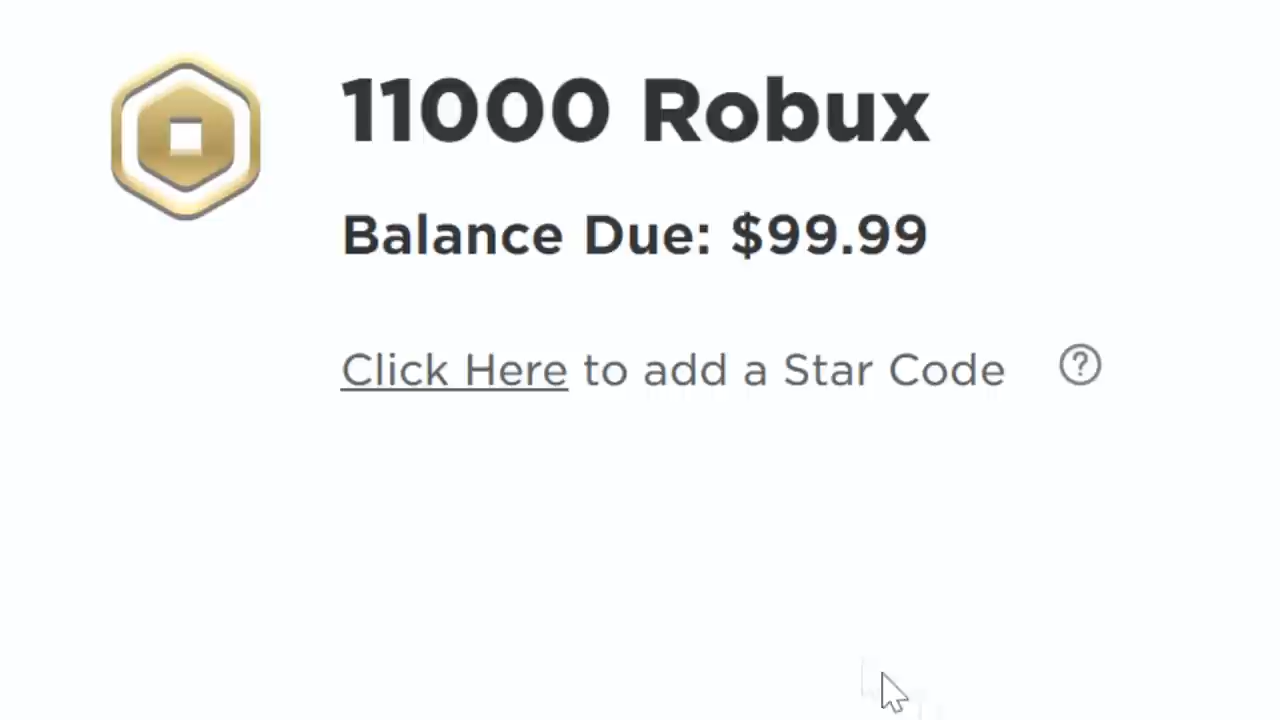 11000 Robux
Balance Due: $99.99
Click Here to add a Star Code ?